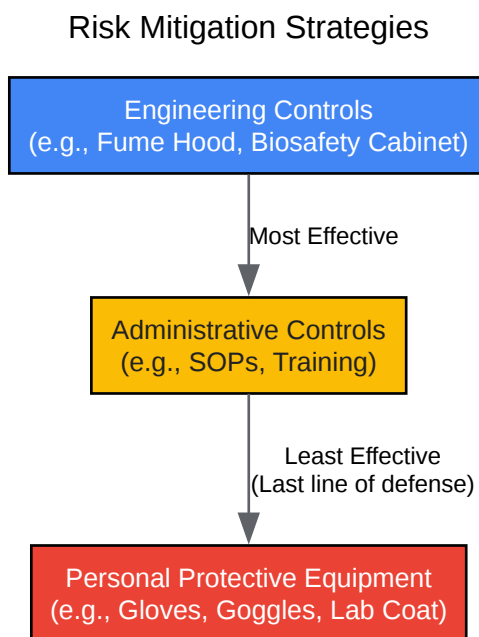 Risk Mitigation Strategies
Engineering Controls
(e.g., Fume Hood, Biosafety Cabinet)
Most Effective
Administrative Controls
(e.g., SOPs, Training)
Least Effective
(Last line of defense)
Personal Protective Equipment
(e.g., Gloves, Goggles, Lab Coat)